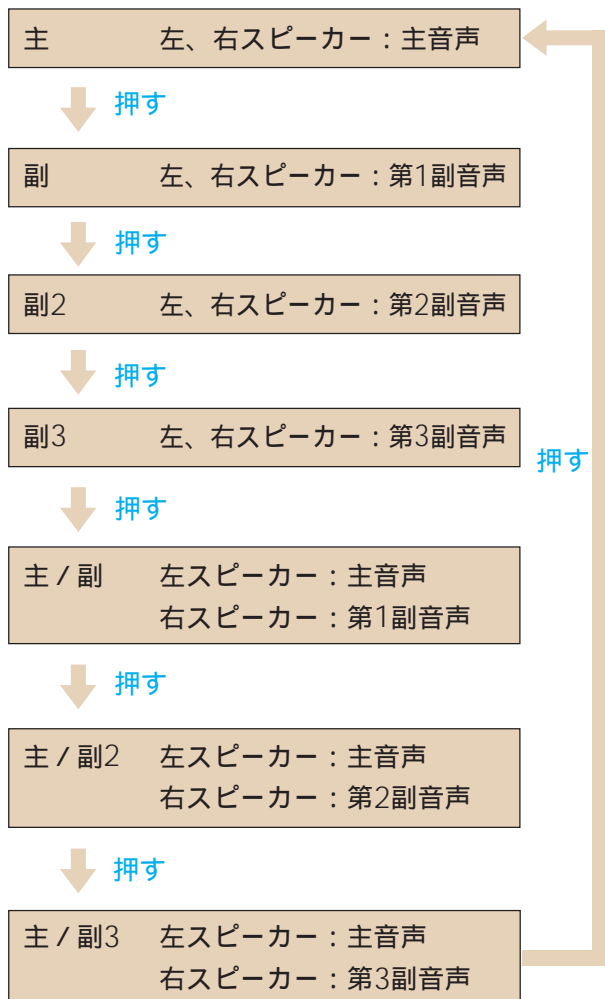 主 左、右スピーカー：主音声
押す
副 左、右スピーカー：第1副音声
押す
副2 左、右スピーカー：第2副音声
押す
副3 左、右スピーカー：第3副音声
押す
押す
主／副 左スピーカー：主音声
右スピーカー：第1副音声
押す
主／副2 左スピーカー：主音声
右スピーカー：第2副音声
押す
主／副3 左スピーカー：主音声
右スピーカー：第3副音声